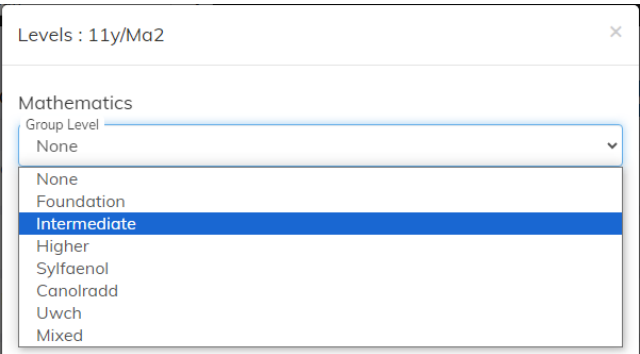 Levels : 11y/Ma2
×
Mathematics
Group Level
None
None
Foundation
Intermediate
Higher
Sylfaenol
Canolradd
Uwch
Mixed